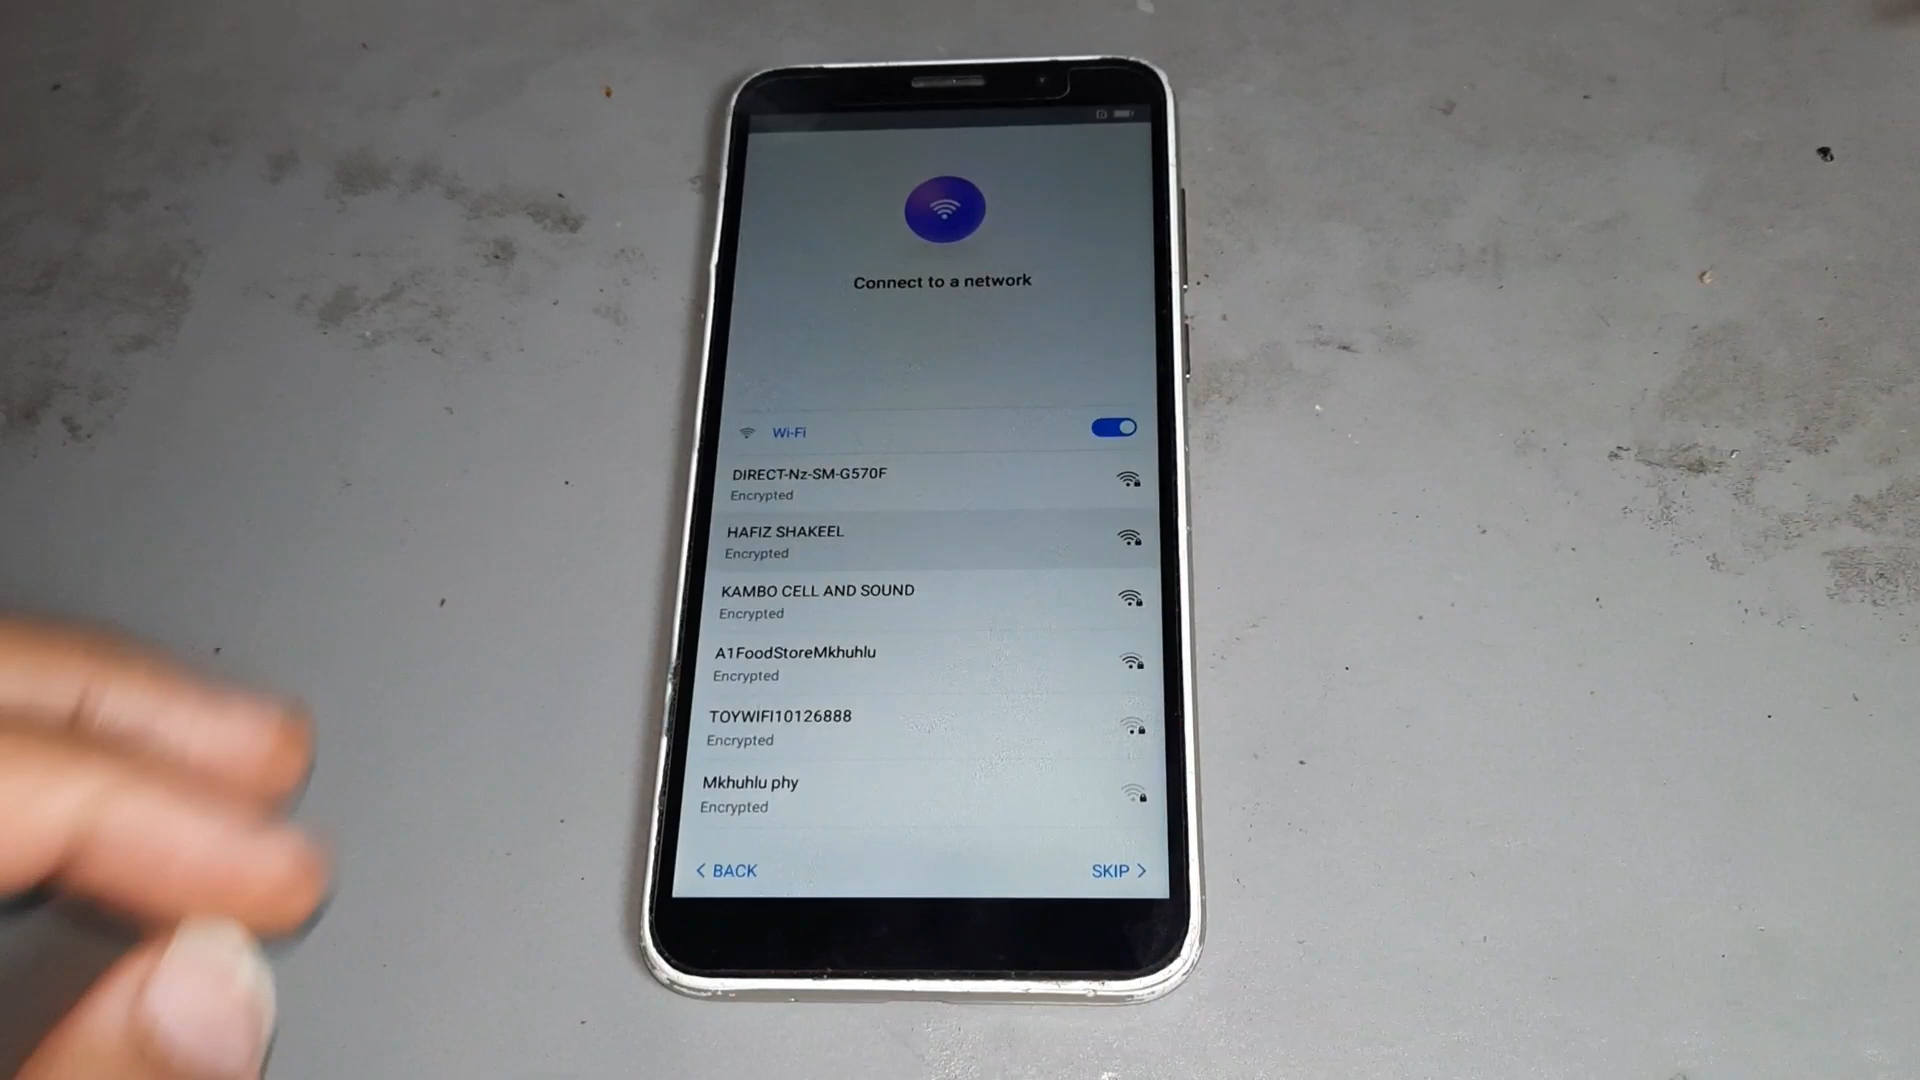 Connect to a network
Wi-Fi
DIRECT-Nz-SM-G570F
Encrypted
HAFIZ SHAKEEL
Encrypted
KAMBO CELL AND SOUND
Encrypted
A1FoodStoreMkhuhlu
Encrypted
TOYWIFI10126888
Encrypted
Mkhuhlu phy
Encrypted
< BACK
SKIP >